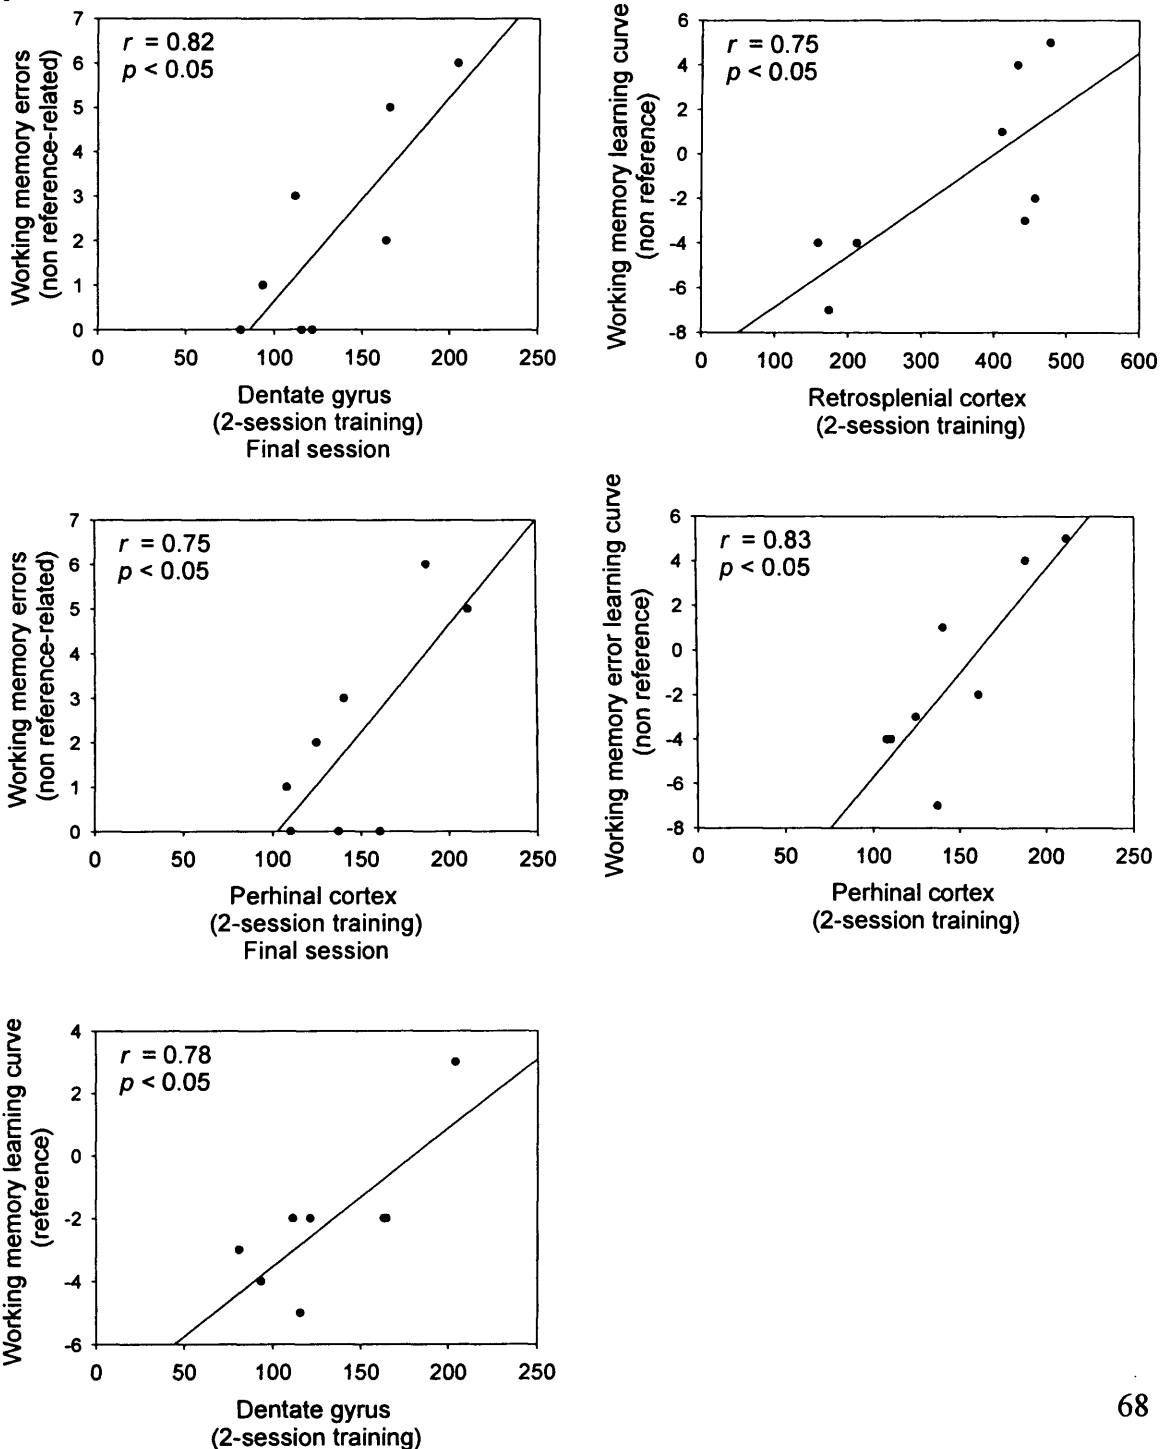 Working memory errors
(non reference-related)
7
6
5
4
3
2
1
0
r = 0.82
p < 0.05
0 50 100 150 200 250
Dentate gyrus
(2-session training)
Final session
Working memory learning curve
(non reference)
6
4
2
0
-2
-4
-6
-8
r = 0.75
p < 0.05
0 100 200 300 400 500 600
Retrosplenial cortex
(2-session training)
Working memory errors
(non reference-related)
7
6
5
4
3
2
1
0
r = 0.75
p < 0.05
0 50 100 150 200 250
Perhinal cortex
(2-session training)
Final session
Working memory error learning curve
(non reference)
6
4
2
0
-2
-4
-6
-8
r = 0.83
p < 0.05
0 50 100 150 200 250
Perhinal cortex
(2-session training)
Working memory learning curve
(reference)
4
2
0
-2
-4
-6
r = 0.78
p < 0.05
0 50 100 150 200 250
Dentate gyrus
(2-session training)
68